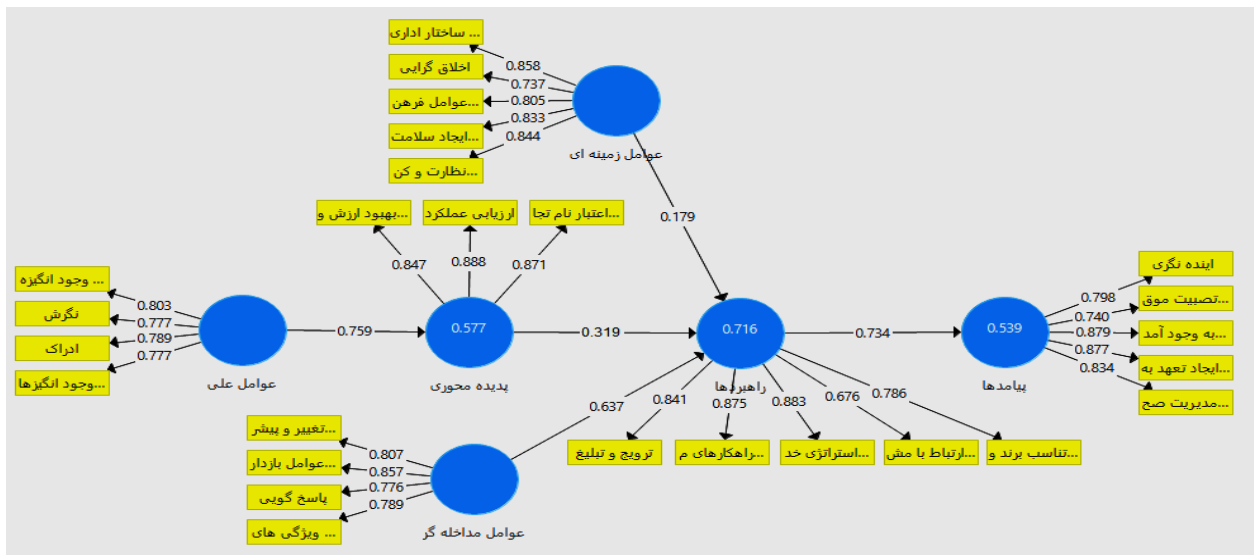 ساختار اداری ...
اخلاق گرایی
عوامل فرهن...
ایجاد سلامت...
نظارت و کن...
0.858
0.737
0.805
0.833
0.844
عوامل زمینه ای
0.179
بهبود ارزش و...
ارزیابی عملکرد
اعتبار نام تجا...
0.847
0.888
0.871
وجود انگیزه ...
نگرش
ادراک
وجود انگیزها...
0.803
0.777
0.789
0.777
عوامل علی
0.759
0.577
پدیده محوری
0.319
0.716
راهبردها
0.734
0.539
پیامدها
اینده نگری
تصبیت موق...
به وجود آمد...
ایجاد تعهد به...
مدیریت صح...
0.798
0.740
0.879
0.877
0.834
0.637
0.841
0.875
0.883
0.676
0.786
ترویج و تبلیغ
راهکارهای م...
استراتژی خد...
ارتباط با مش...
تناسب برند و...
تغییر و پیشر...
عوامل بازدار...
پاسخ گویی
ویژگی های ...
0.807
0.857
0.776
0.789
عوامل مداخله گر